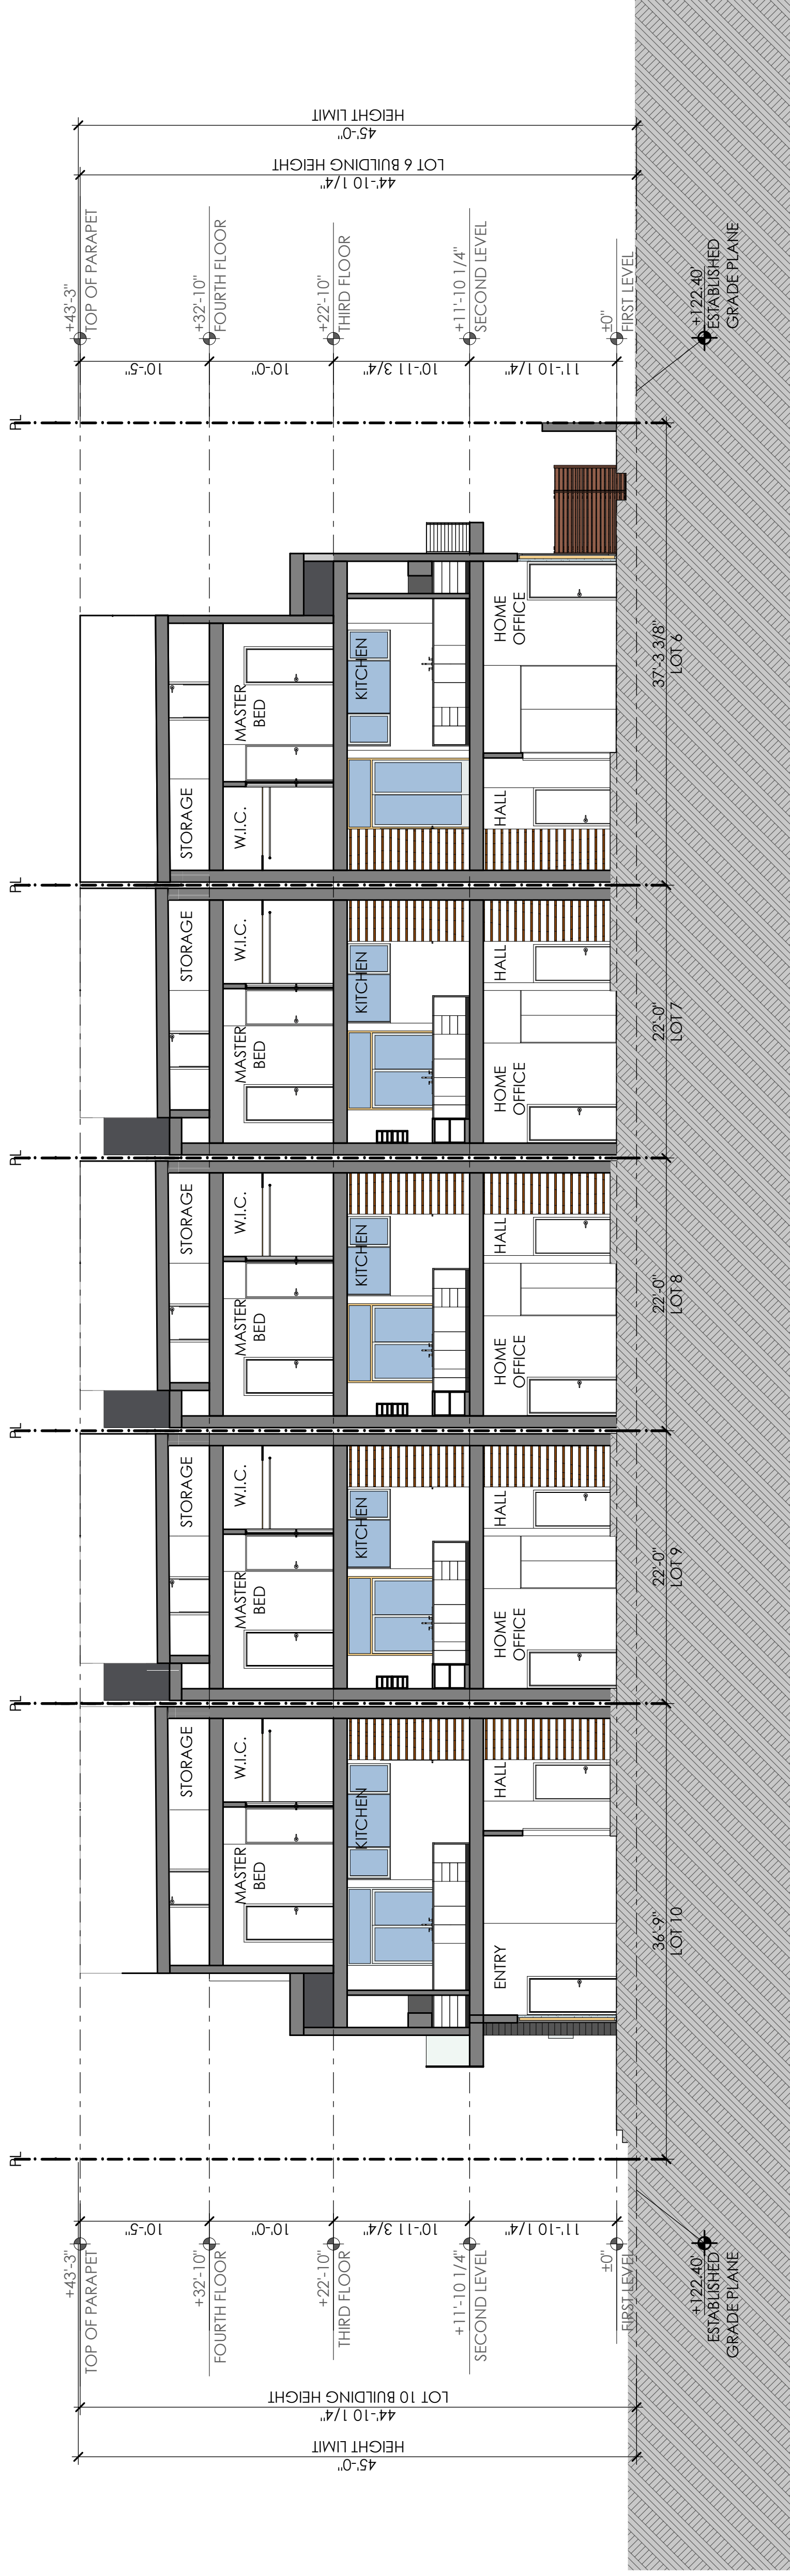 HEIGHT LIMIT
45'-0"
LOT 10 BUILDING HEIGHT
44'-10 1/4"
+43'-3"
TOP OF PARAPET
+32'-10"
FOURTH FLOOR
+22'-10"
THIRD FLOOR
+11'-10 1/4"
SECOND LEVEL
±0"
FIRST LEVEL
+122.40'
ESTABLISHED
GRADE PLANE
10'-5"
10'-0"
10'-11 3/4"
11'-10 1/4"
PL
STORAGE
MASTER
BED
W.I.C.
KITCHEN
ENTRY
HALL
36'-9"
LOT 10
PL
STORAGE
MASTER
BED
W.I.C.
KITCHEN
HOME
OFFICE
HALL
22'-0"
LOT 9
PL
STORAGE
MASTER
BED
W.I.C.
KITCHEN
HOME
OFFICE
HALL
22'-0"
LOT 8
PL
STORAGE
MASTER
BED
W.I.C.
KITCHEN
HOME
OFFICE
HALL
22'-0"
LOT 7
PL
STORAGE
W.I.C.
MASTER
BED
KITCHEN
HALL
HOME
OFFICE
37'-3 3/8"
LOT 6
PL
10'-5"
10'-0"
10'-11 3/4"
11'-10 1/4"
+43'-3"
TOP OF PARAPET
+32'-10"
FOURTH FLOOR
+22'-10"
THIRD FLOOR
+11'-10 1/4"
SECOND LEVEL
±0"
FIRST LEVEL
+122.40'
ESTABLISHED
GRADE PLANE
LOT 6 BUILDING HEIGHT
44'-10 1/4"
HEIGHT LIMIT
45'-0"